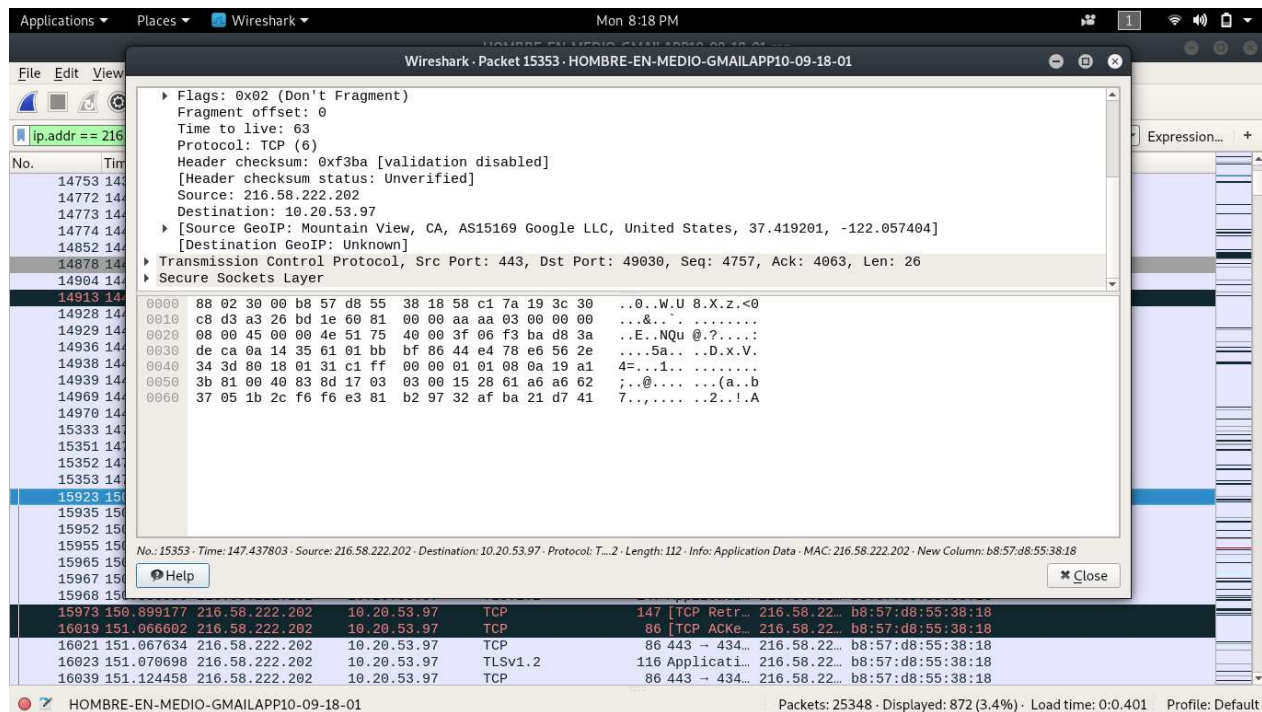 Applications Places Wireshark Mon 8:18 PM 1
File Edit View
Wireshark · Packet 15353 · HOMBRE-EN-MEDIO-GMAILAPP10-09-18-01
ip.addr == 216
Expression... +
No. Tim
Flags: 0x02 (Don't Fragment)
Fragment offset: 0
Time to live: 63
Protocol: TCP (6)
Header checksum: 0xf3ba [validation disabled]
[Header checksum status: Unverified]
Source: 216.58.222.202
Destination: 10.20.53.97
[Source GeoIP: Mountain View, CA, AS15169 Google LLC, United States, 37.419201, -122.057404]
[Destination GeoIP: Unknown]
Transmission Control Protocol, Src Port: 443, Dst Port: 49030, Seq: 4757, Ack: 4063, Len: 26
Secure Sockets Layer
0000 88 02 30 00 b8 57 d8 55 38 18 58 c1 7a 19 3c 30 ..0..W.U 8.X.z.<0
0010 c8 d3 a3 26 bd 1e 60 81 00 00 aa aa 03 00 00 00 ...&..`. ........
0020 08 00 45 00 00 4e 51 75 40 00 3f 06 f3 ba d8 3a ..E..NQu @.?....:
0030 de ca 0a 14 35 61 01 bb bf 86 44 e4 78 e6 56 2e ....5a.. ..D.x.V.
0040 34 3d 80 18 01 31 c1 ff 00 00 01 01 08 0a 19 a1 4=...1.. ........
0050 3b 81 00 40 83 8d 17 03 03 00 15 28 61 a6 a6 62 ;..@.... ...(a..b
0060 37 05 1b 2c f6 f6 e3 81 b2 97 32 af ba 21 d7 41 7..,.... ..2..!.A
14753
14772
14773
14774
14852
14878
14904
14913
14928
14929
14936
14938
14939
14969
14970
15333
15351
15352
15353
15923
15935
15952
15955
15965
15967
15968
No.: 15353 · Time: 147.437803 · Source: 216.58.222.202 · Destination: 10.20.53.97 · Protocol: T....2 · Length: 112 · Info: Application Data · MAC: 216.58.222.202 · New Column: b8:57:d8:55:38:18
Help Close
15973 150.899177 216.58.222.202 10.20.53.97 TCP 147 [TCP Retr… 216.58.22… b8:57:d8:55:38:18
16019 151.066602 216.58.222.202 10.20.53.97 TCP 86 [TCP ACKe… 216.58.22… b8:57:d8:55:38:18
16021 151.067634 216.58.222.202 10.20.53.97 TCP 86 443 → 434… 216.58.22… b8:57:d8:55:38:18
16023 151.070698 216.58.222.202 10.20.53.97 TLSv1.2 116 Applicati… 216.58.22… b8:57:d8:55:38:18
16039 151.124458 216.58.222.202 10.20.53.97 TCP 86 443 → 434… 216.58.22… b8:57:d8:55:38:18
HOMBRE-EN-MEDIO-GMAILAPP10-09-18-01 Packets: 25348 · Displayed: 872 (3.4%) · Load time: 0:0.401 Profile: Default